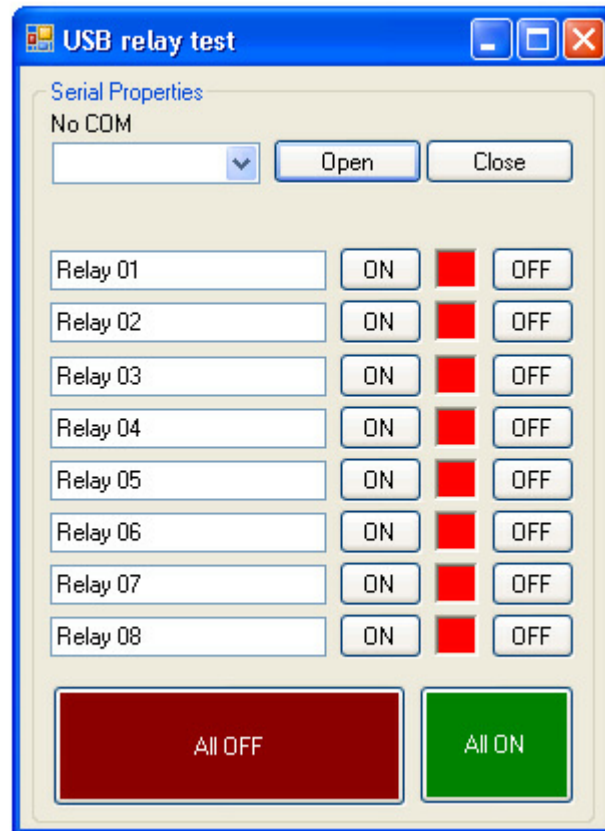 USB relay test
Serial Properties
No COM
Open Close
Relay 01 ON OFF
Relay 02 ON OFF
Relay 03 ON OFF
Relay 04 ON OFF
Relay 05 ON OFF
Relay 06 ON OFF
Relay 07 ON OFF
Relay 08 ON OFF
All OFF All ON